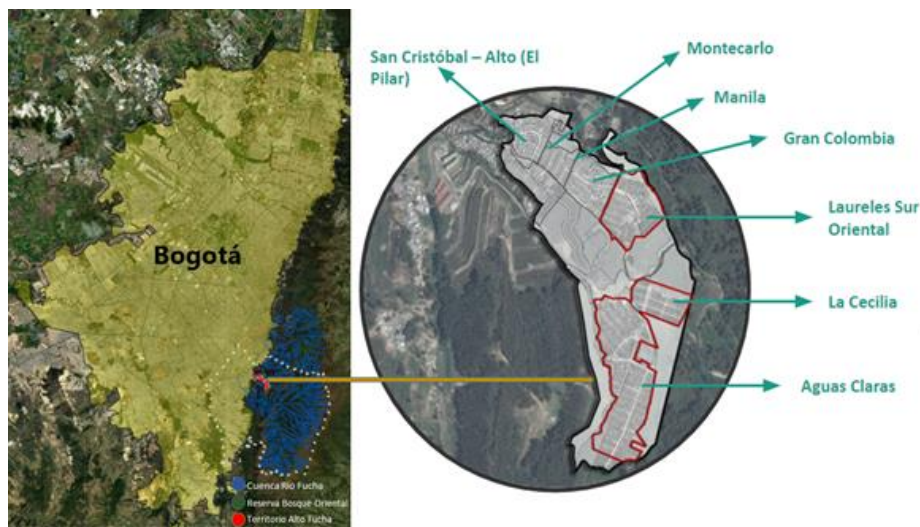 Bogotá
Cuenca Río Fucha
Reserva Bosque Oriental
Territorio Alto Fucha
San Cristóbal – Alto (El
Pilar)
Montecarlo
Manila
Gran Colombia
Laureles Sur
Oriental
La Cecilia
Aguas Claras